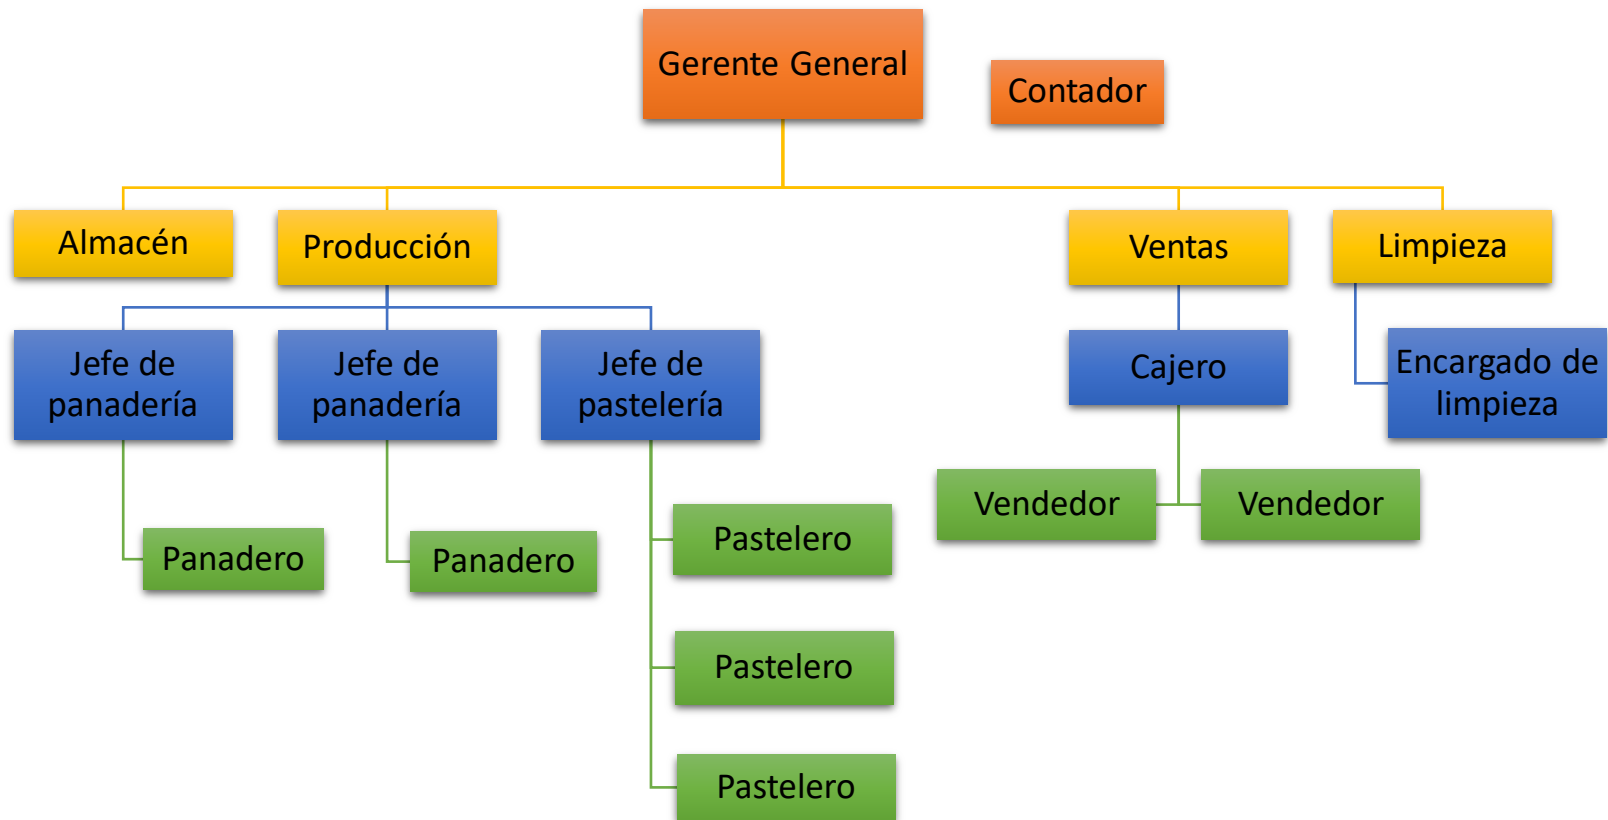 Gerente General
Contador
Almacén
Producción
Ventas
Limpieza
Jefe de
panadería
Jefe de
panadería
Jefe de
pastelería
Cajero
Encargado de
limpieza
Vendedor
Vendedor
Panadero
Panadero
Pastelero
Pastelero
Pastelero